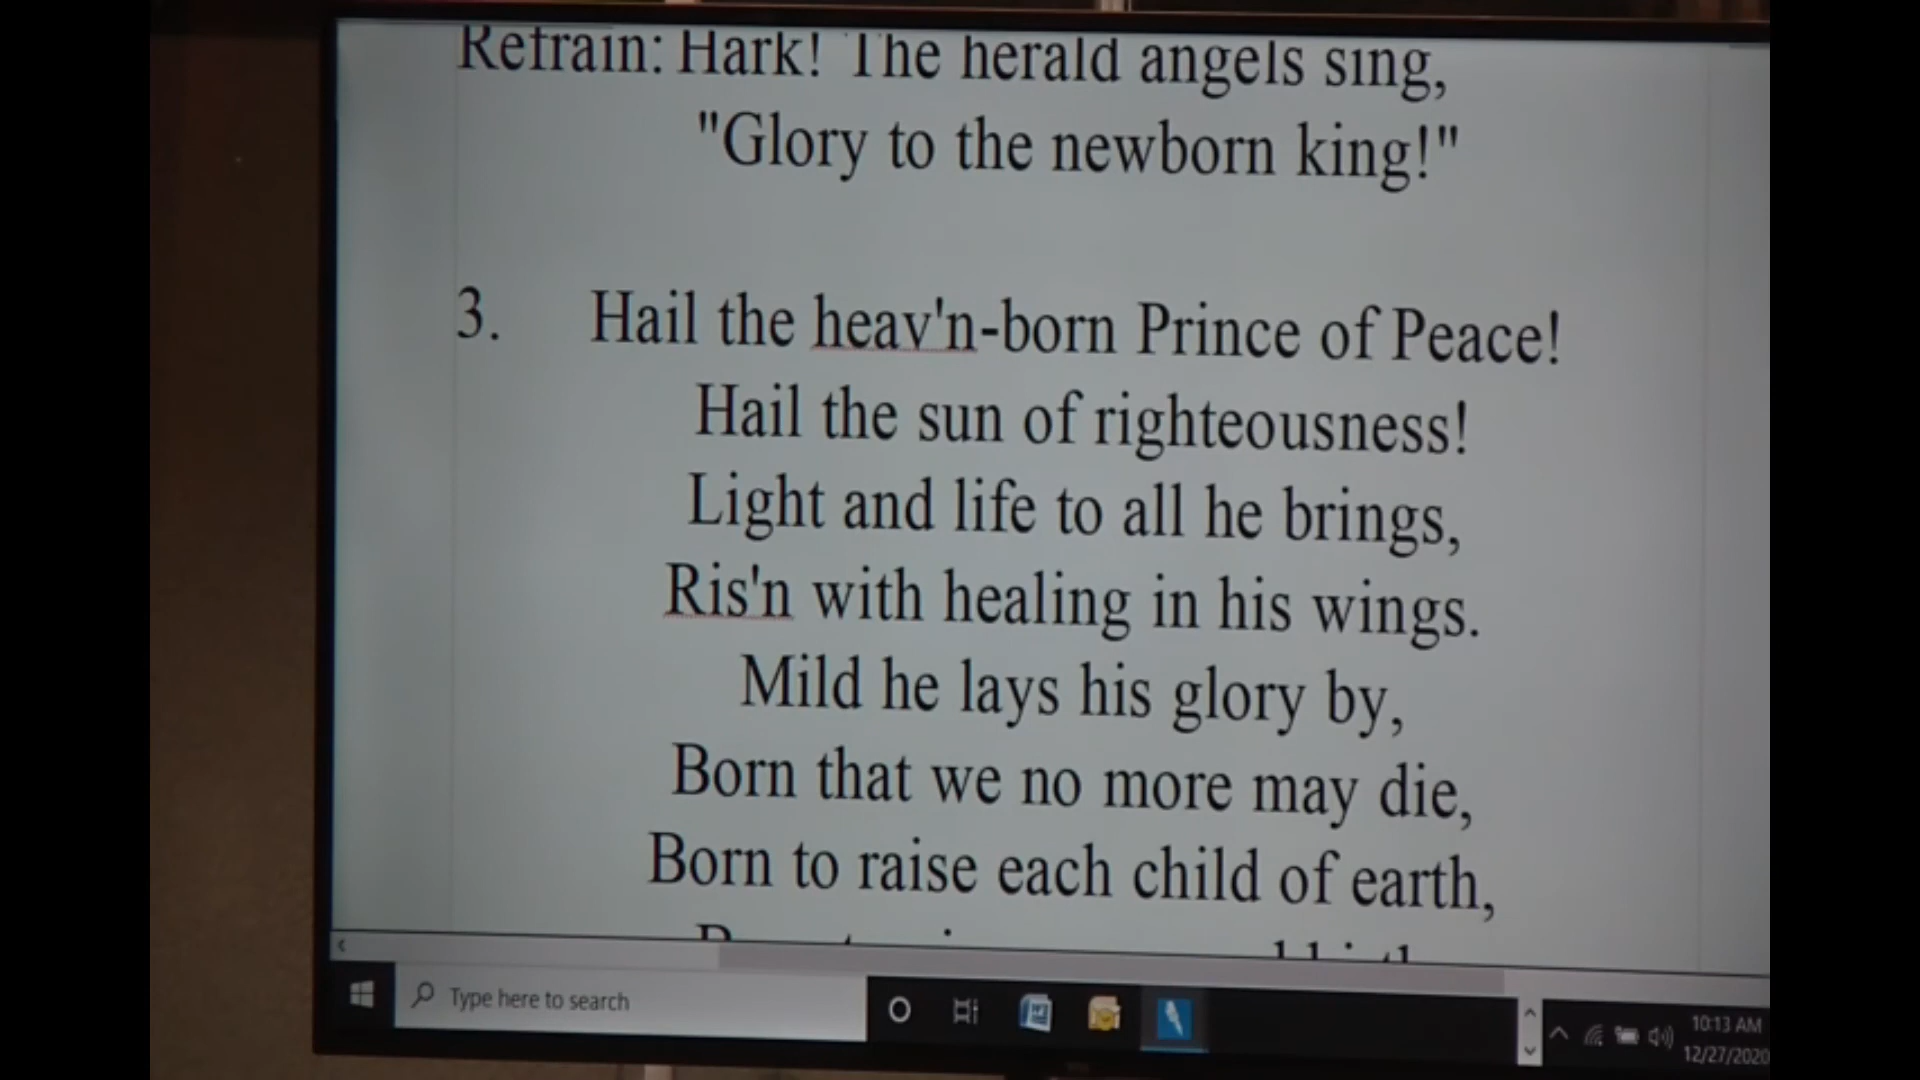 Refrain: Hark! The herald angels sing,
"Glory to the newborn king!"
3. Hail the heav'n-born Prince of Peace!
Hail the sun of righteousness!
Light and life to all he brings,
Ris'n with healing in his wings.
Mild he lays his glory by,
Born that we no more may die,
Born to raise each child of earth,
Type here to search
10:13 AM
12/27/2020